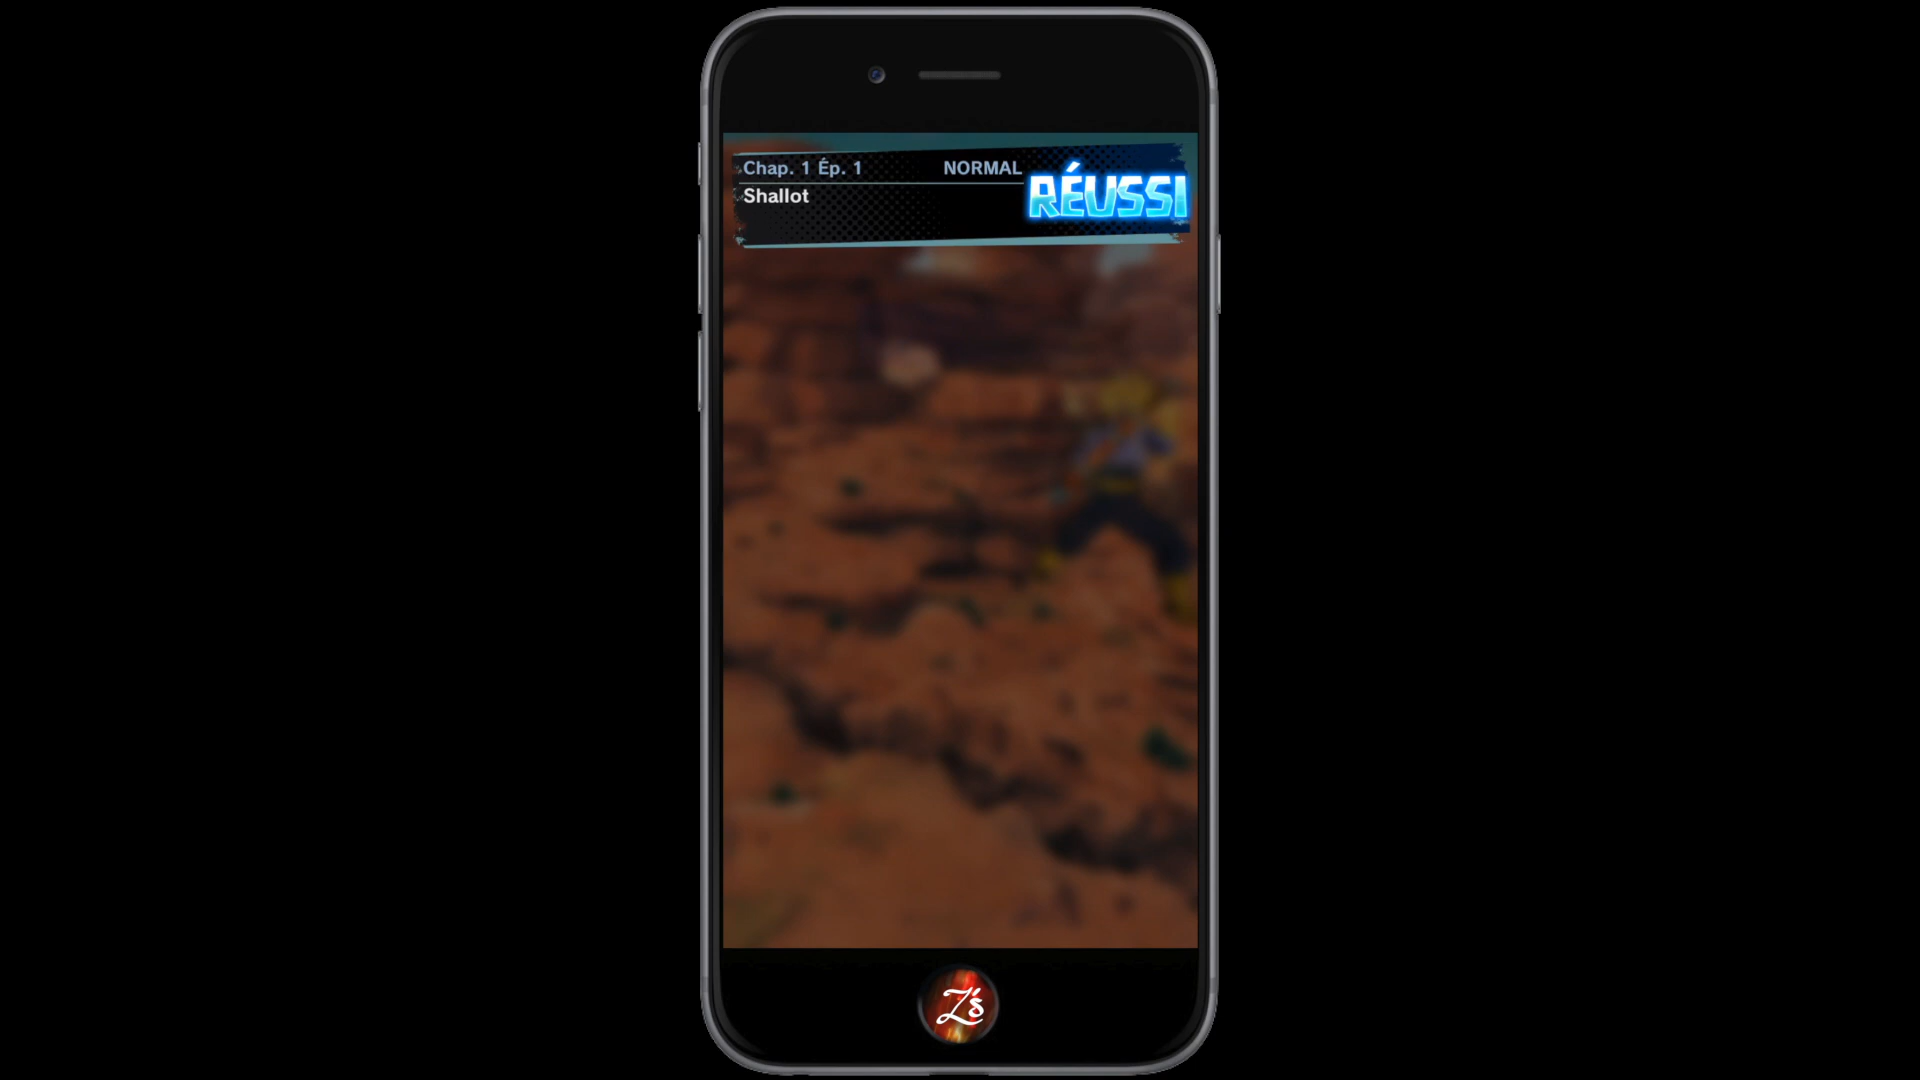 Chap. 1 Ép. 1 NORMAL
RÉUSSI
Shallot
Z's